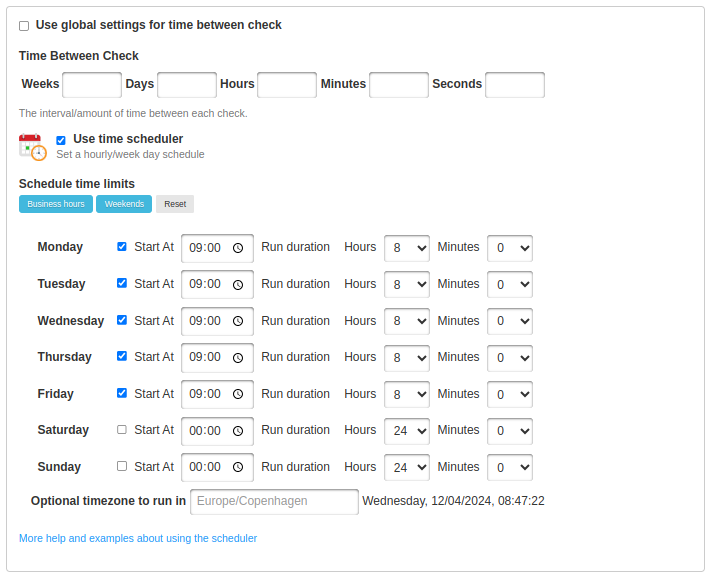 Use global settings for time between check
Time Between Check
Weeks Days Hours Minutes Seconds
The interval/amount of time between each check.
Use time scheduler
Set a hourly/week day schedule
Schedule time limits
Business hours Weekends Reset
Monday Start At 09:00 Run duration Hours 8 Minutes 0
Tuesday Start At 09:00 Run duration Hours 8 Minutes 0
Wednesday Start At 09:00 Run duration Hours 8 Minutes 0
Thursday Start At 09:00 Run duration Hours 8 Minutes 0
Friday Start At 09:00 Run duration Hours 8 Minutes 0
Saturday Start At 00:00 Run duration Hours 24 Minutes 0
Sunday Start At 00:00 Run duration Hours 24 Minutes 0
Optional timezone to run in Europe/Copenhagen Wednesday, 12/04/2024, 08:47:22
More help and examples about using the scheduler